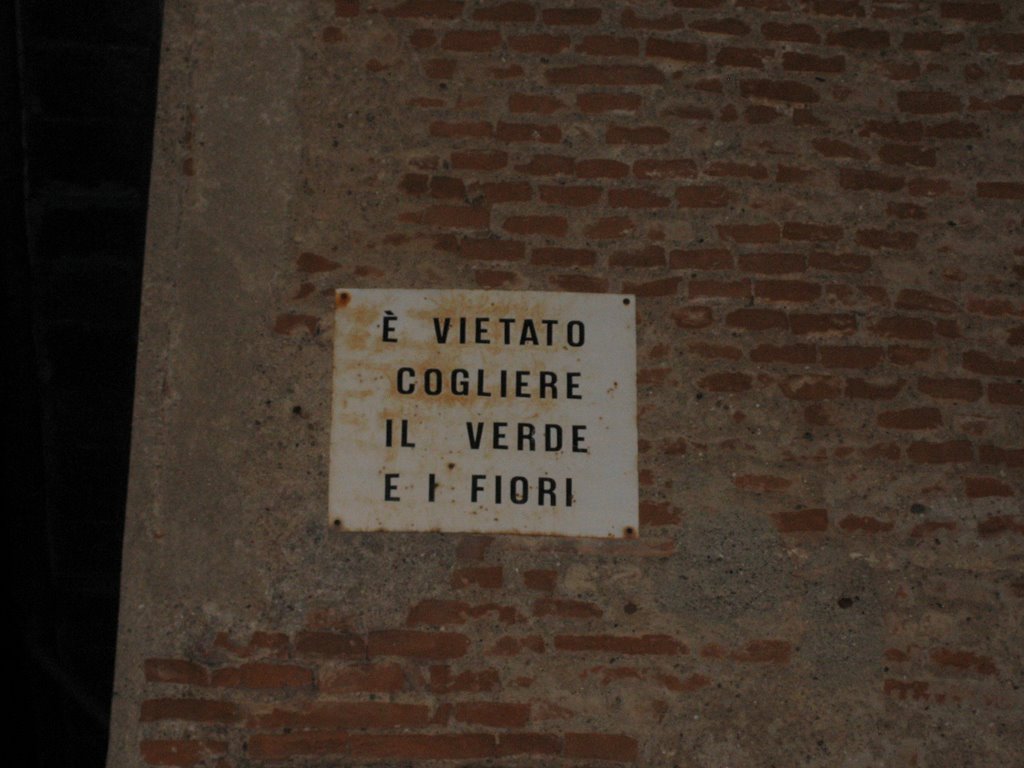 È VIETATO
COGLIERE
IL VERDE
E I FIORI